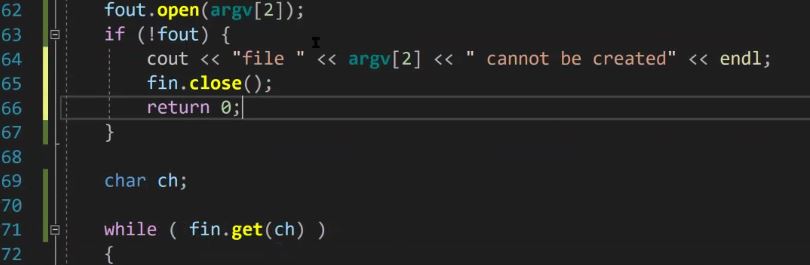 62 fout.open(argv[2]);
63 if (!fout) {
64 cout << "file " << argv[2] << " cannot be created" << endl;
65 fin.close();
66 return 0;
67 }
68
69 char ch;
70
71 while ( fin.get(ch) )
72 {